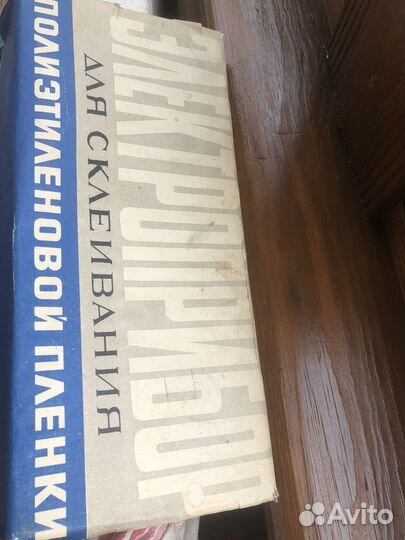 ЭЛЕКТРОПРИБОР
ДЛЯ СКЛЕИВАНИЯ
ПОЛИЭТИЛЕНОВОЙ ПЛЕНКИ
Avito